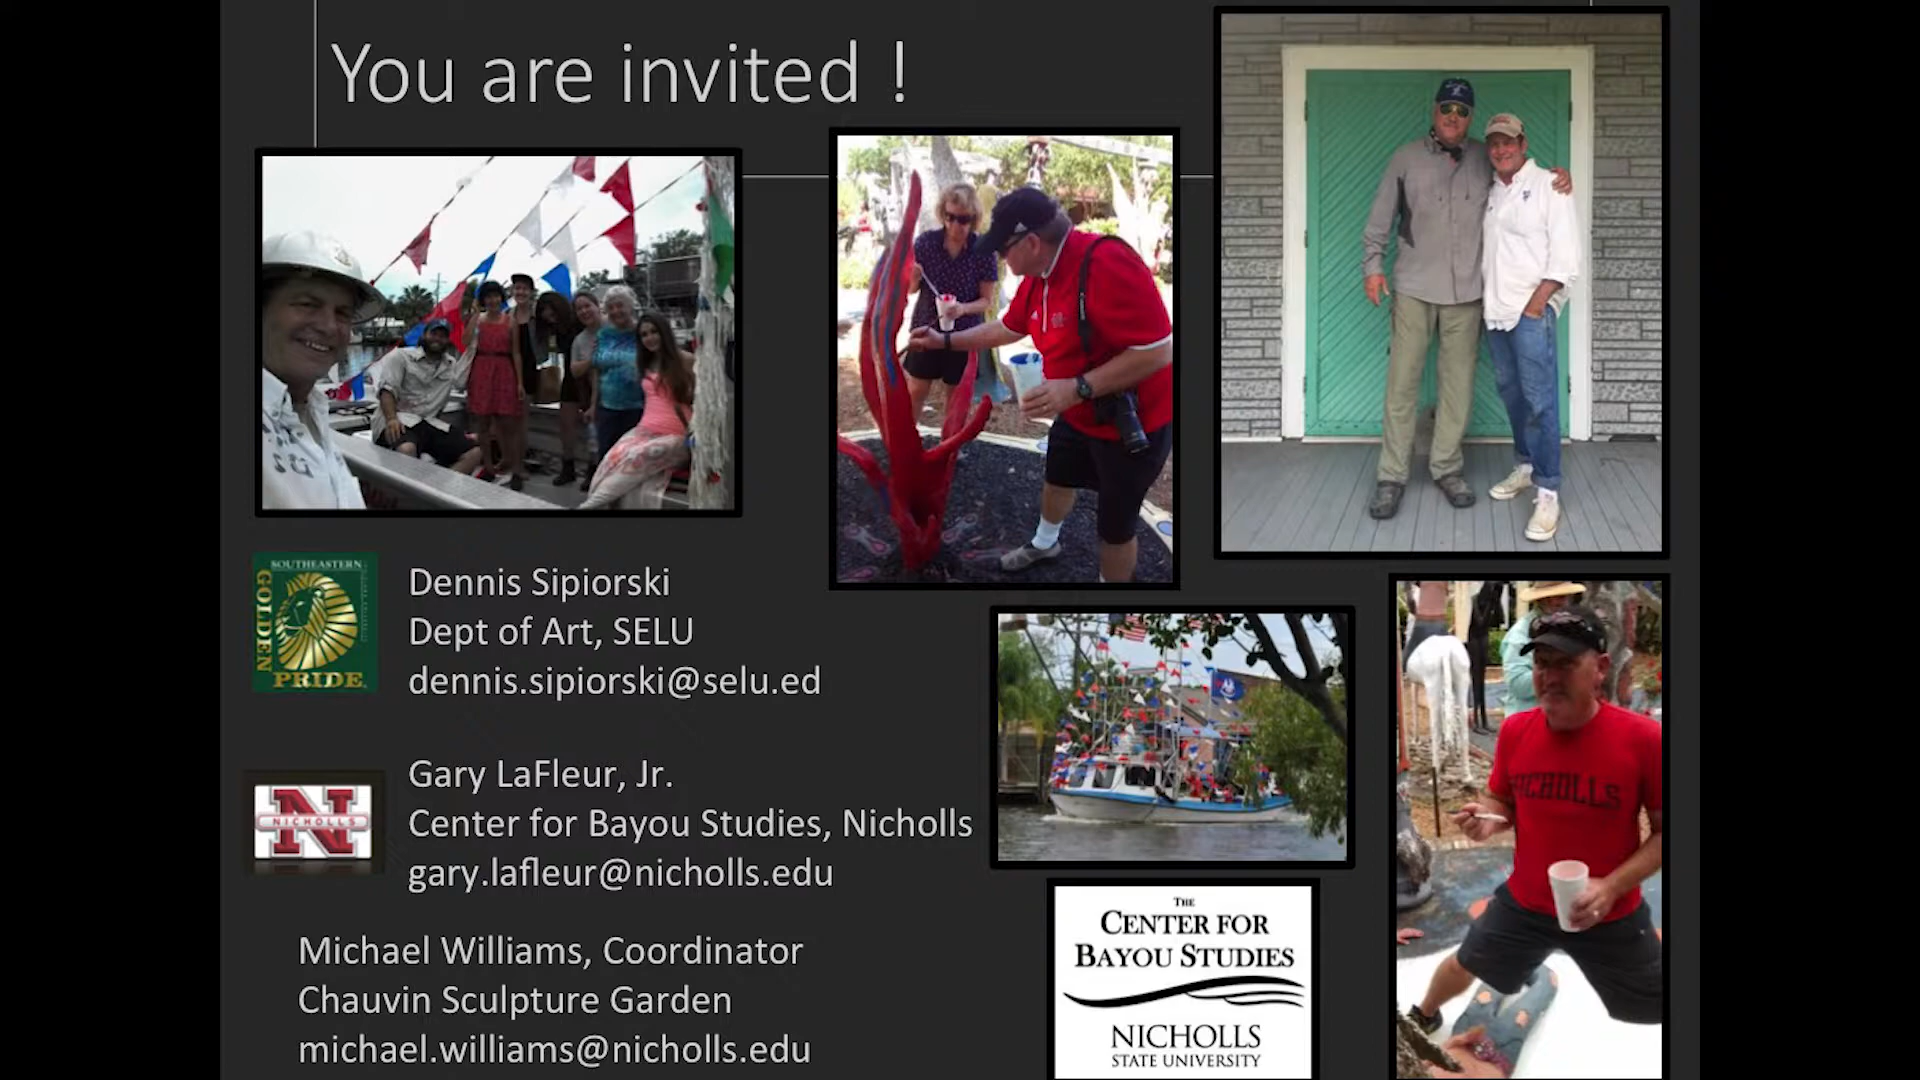 You are invited !
SOUTHEASTERN
GOLDEN
PRIDE
Dennis Sipiorski
Dept of Art, SELU
dennis.sipiorski@selu.ed
NICHOLLS
Gary LaFleur, Jr.
Center for Bayou Studies, Nicholls
gary.lafleur@nicholls.edu
Michael Williams, Coordinator
Chauvin Sculpture Garden
michael.williams@nicholls.edu
THE
CENTER FOR
BAYOU STUDIES
NICHOLLS
STATE UNIVERSITY
NICHOLLS